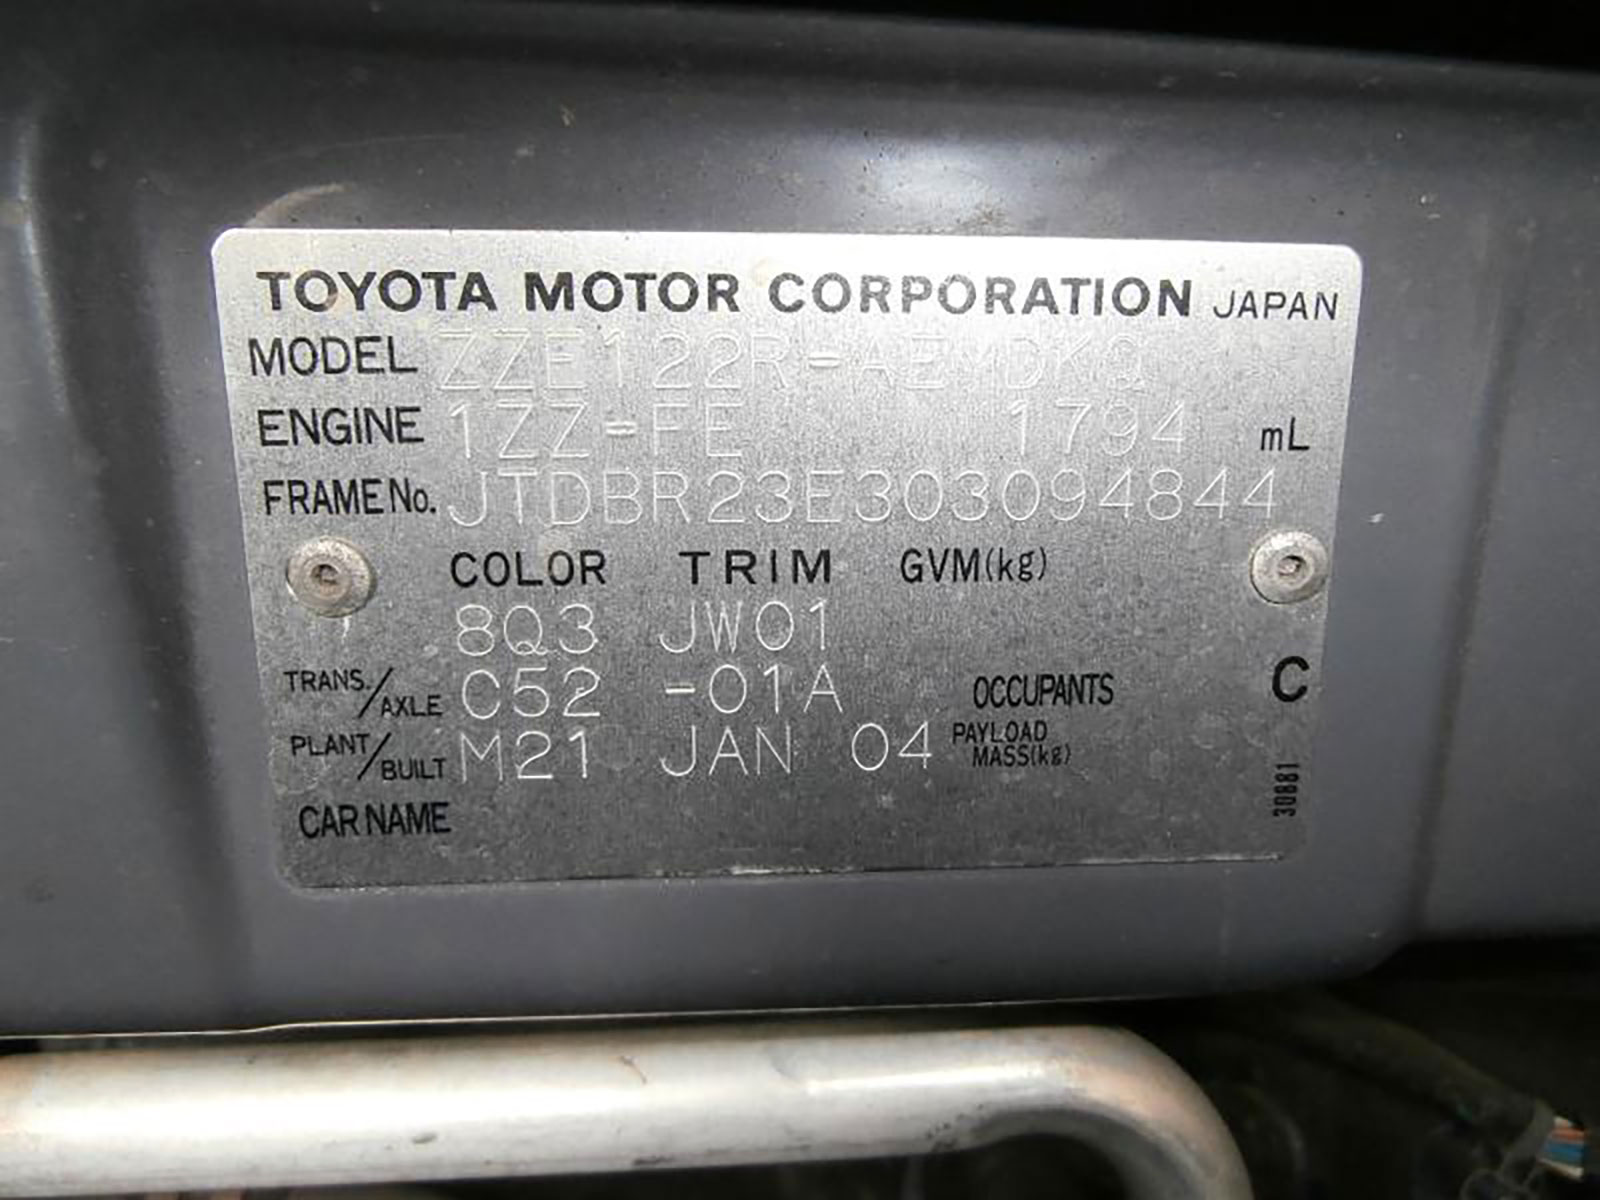 TOYOTA MOTOR CORPORATION JAPAN
MODEL ZZE122R-AEMDKQ
ENGINE 1ZZ-FE 1794 mL
FRAME No. JTDBR23E303094844
COLOR TRIM GVM(kg)
8Q3 JW01
TRANS./AXLE C52 -01A OCCUPANTS C
PLANT/BUILT M21 JAN 04 PAYLOAD MASS(kg)
CAR NAME
30881